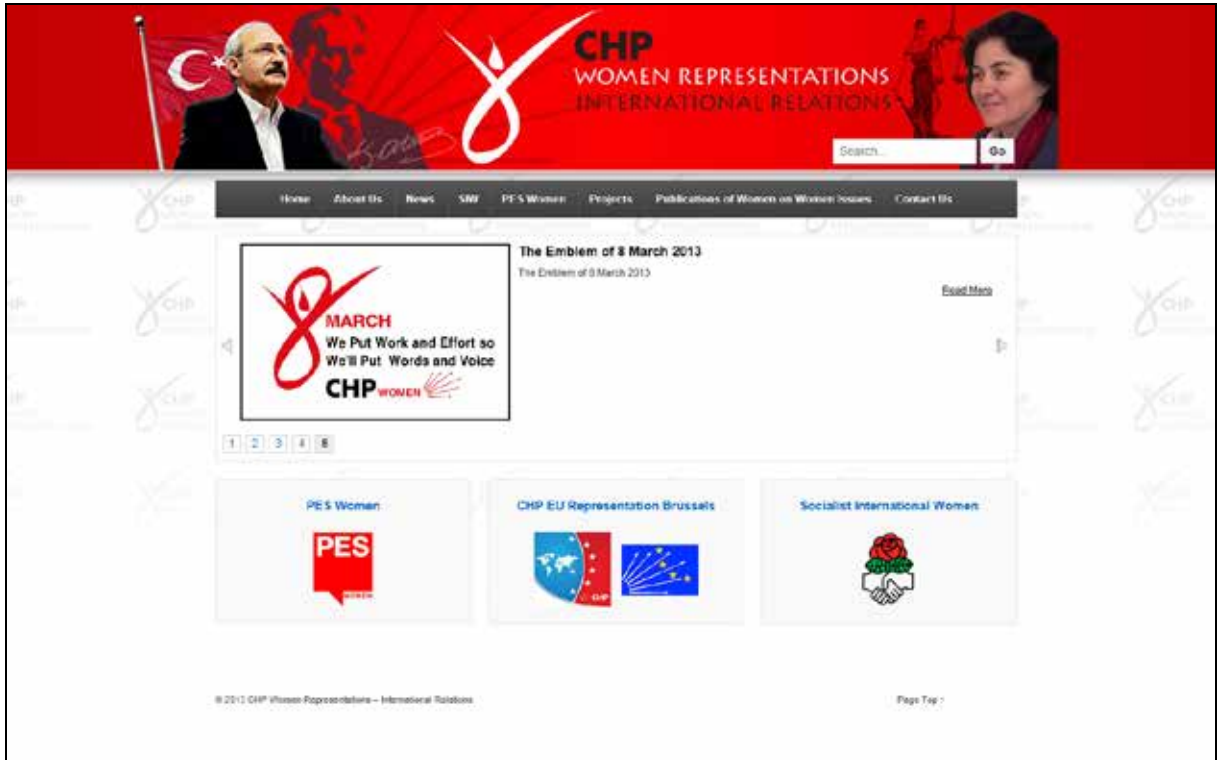 CHP
WOMEN REPRESENTATIONS
INTERNATIONAL RELATIONS
Search...
Go
Home About Us News SIW PES Women Projects Publications of Women on Women Issues Contact Us
The Emblem of 8 March 2013
The Emblem of 8 March 2013
Read More
8
MARCH
We Put Work and Effort so
We'll Put Words and Voice
CHP WOMEN
1 2 3 4 5
PES Women
CHP EU Representation Brussels
Socialist International Women
PES
WOMEN
CHP
© 2013 CHP Women Representations – International Relations
Page Top ↑